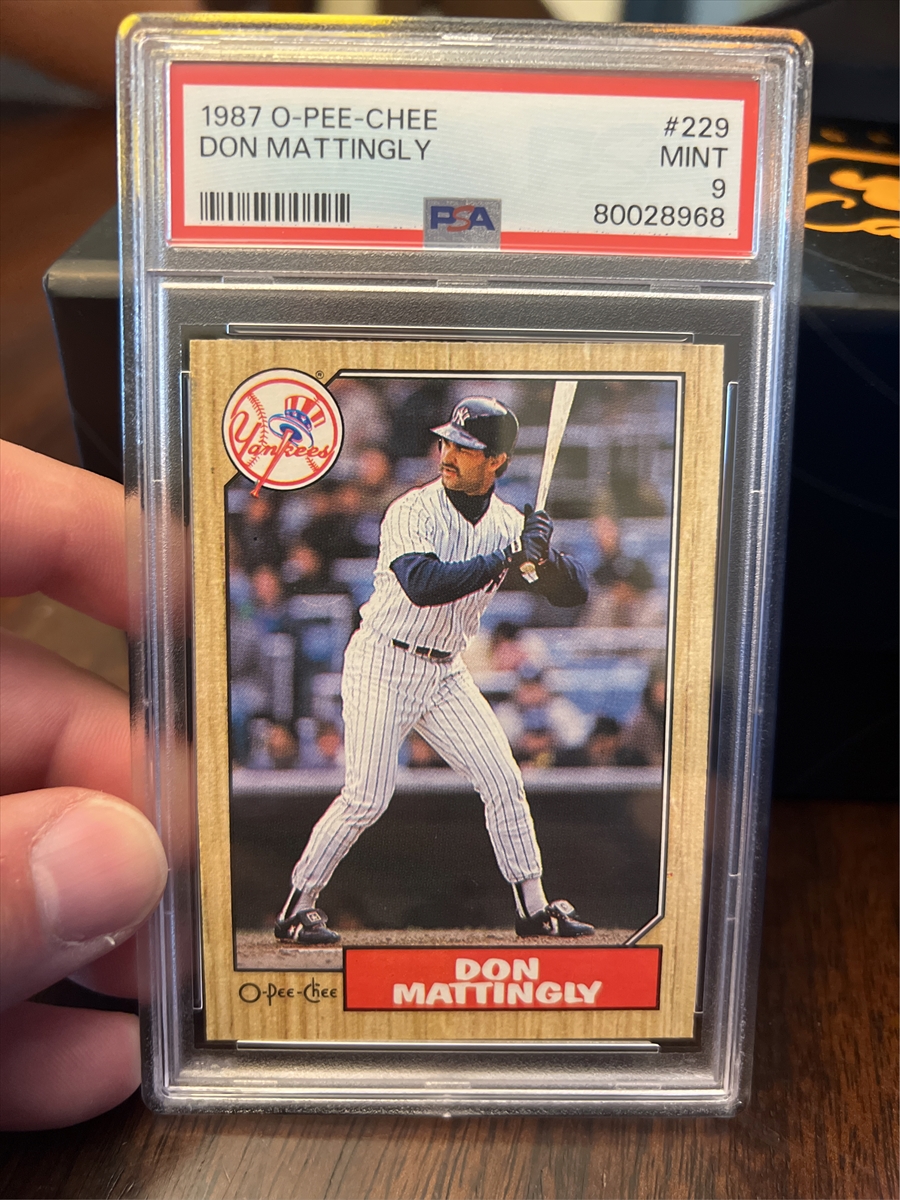 1987 O-PEE-CHEE
#229
DON MATTINGLY
MINT
9
PSA
80028968
®
Yankees
NY
O-Pee-Chee
DON
MATTINGLY